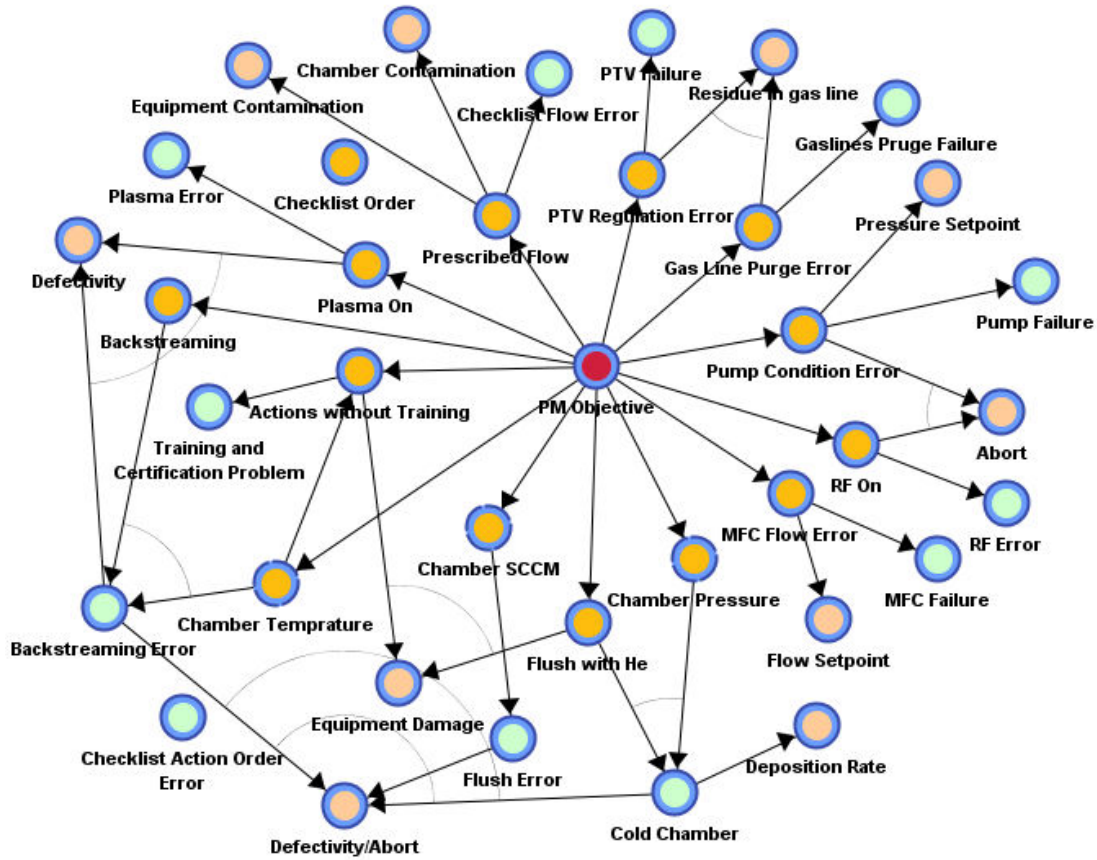 Chamber Contamination
PTV Failure
Residue in gas line
Equipment Contamination
Checklist Flow Error
Gaslines Pruge Failure
Plasma Error
Checklist Order
PTV Regulation Error
Pressure Setpoint
Prescribed Flow
Gas Line Purge Error
Defectivity
Plasma On
Pump Failure
Backstreaming
Pump Condition Error
Actions without Training
PM Objective
Training and
Certification Problem
Abort
RF On
MFC Flow Error
RF Error
Chamber SCCM
Chamber Pressure
MFC Failure
Chamber Temprature
Backstreaming Error
Flush with He
Flow Setpoint
Equipment Damage
Checklist Action Order
Error
Flush Error
Deposition Rate
Defectivity/Abort
Cold Chamber